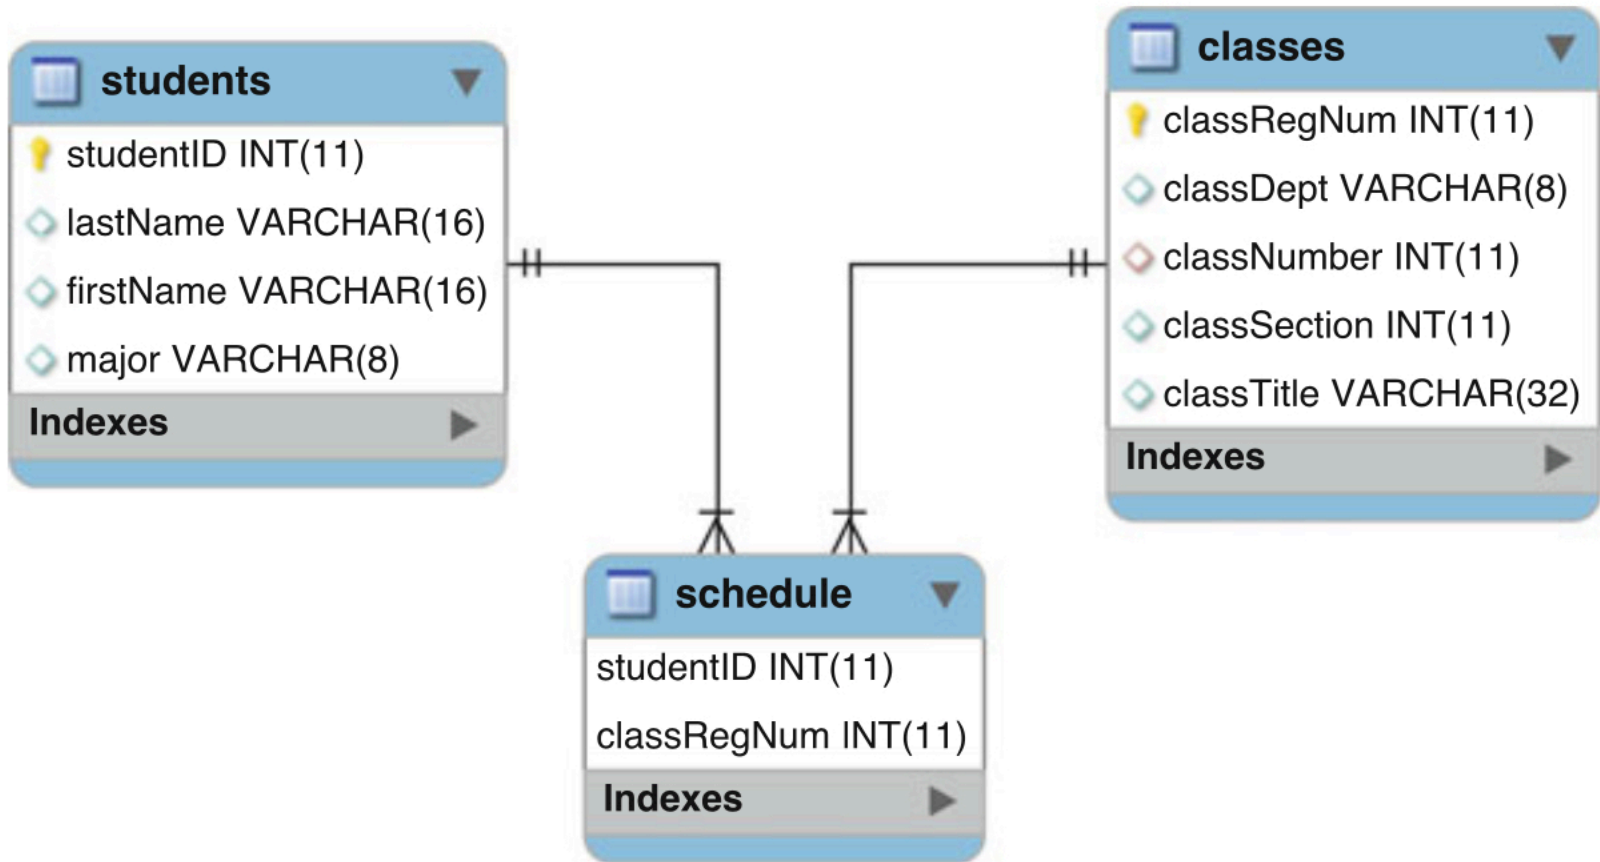 students
studentID INT(11)
lastName VARCHAR(16)
firstName VARCHAR(16)
major VARCHAR(8)
Indexes
classes
classRegNum INT(11)
classDept VARCHAR(8)
classNumber INT(11)
classSection INT(11)
classTitle VARCHAR(32)
Indexes
schedule
studentID INT(11)
classRegNum INT(11)
Indexes